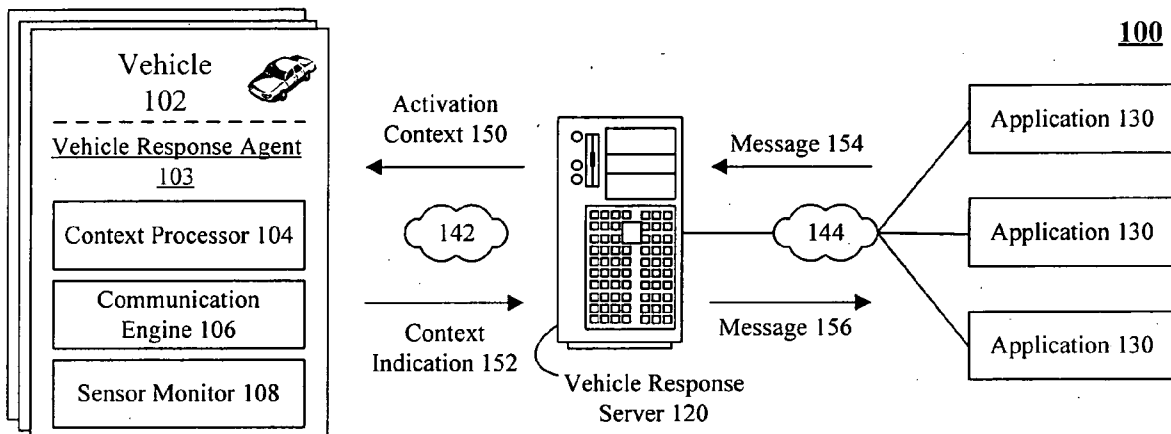 100
Vehicle
102
Vehicle Response Agent
103
Context Processor 104
Communication
Engine 106
Sensor Monitor 108
Activation
Context 150
142
Context
Indication 152
Vehicle Response
Server 120
Message 154
144
Message 156
Application 130
Application 130
Application 130